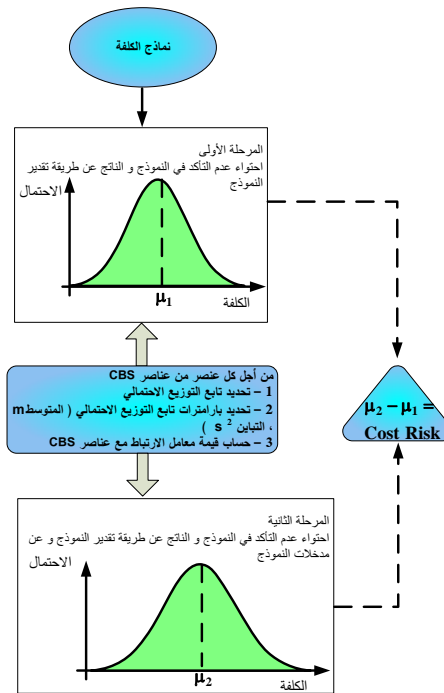 نماذج الكلفة
المرحلة الأولى
احتواء عدم التأكد في النموذج و الناتج عن طريقة تقدير
النموذج
الاحتمال
μ1
الكلفة
من أجل كل عنصر من عناصر CBS
1 – تحديد تابع التوزيع الاحتمالي
2 – تحديد بارامترات تابع التوزيع الاحتمالي ( المتوسط m
، التباين s 2 )
3 – حساب قيمة معامل الارتباط مع عناصر CBS
μ2 – μ1 =
Cost Risk
المرحلة الثانية
احتواء عدم التأكد في النموذج و الناتج عن طريقة تقدير النموذج و عن
مدخلات النموذج
الاحتمال
μ2
الكلفة